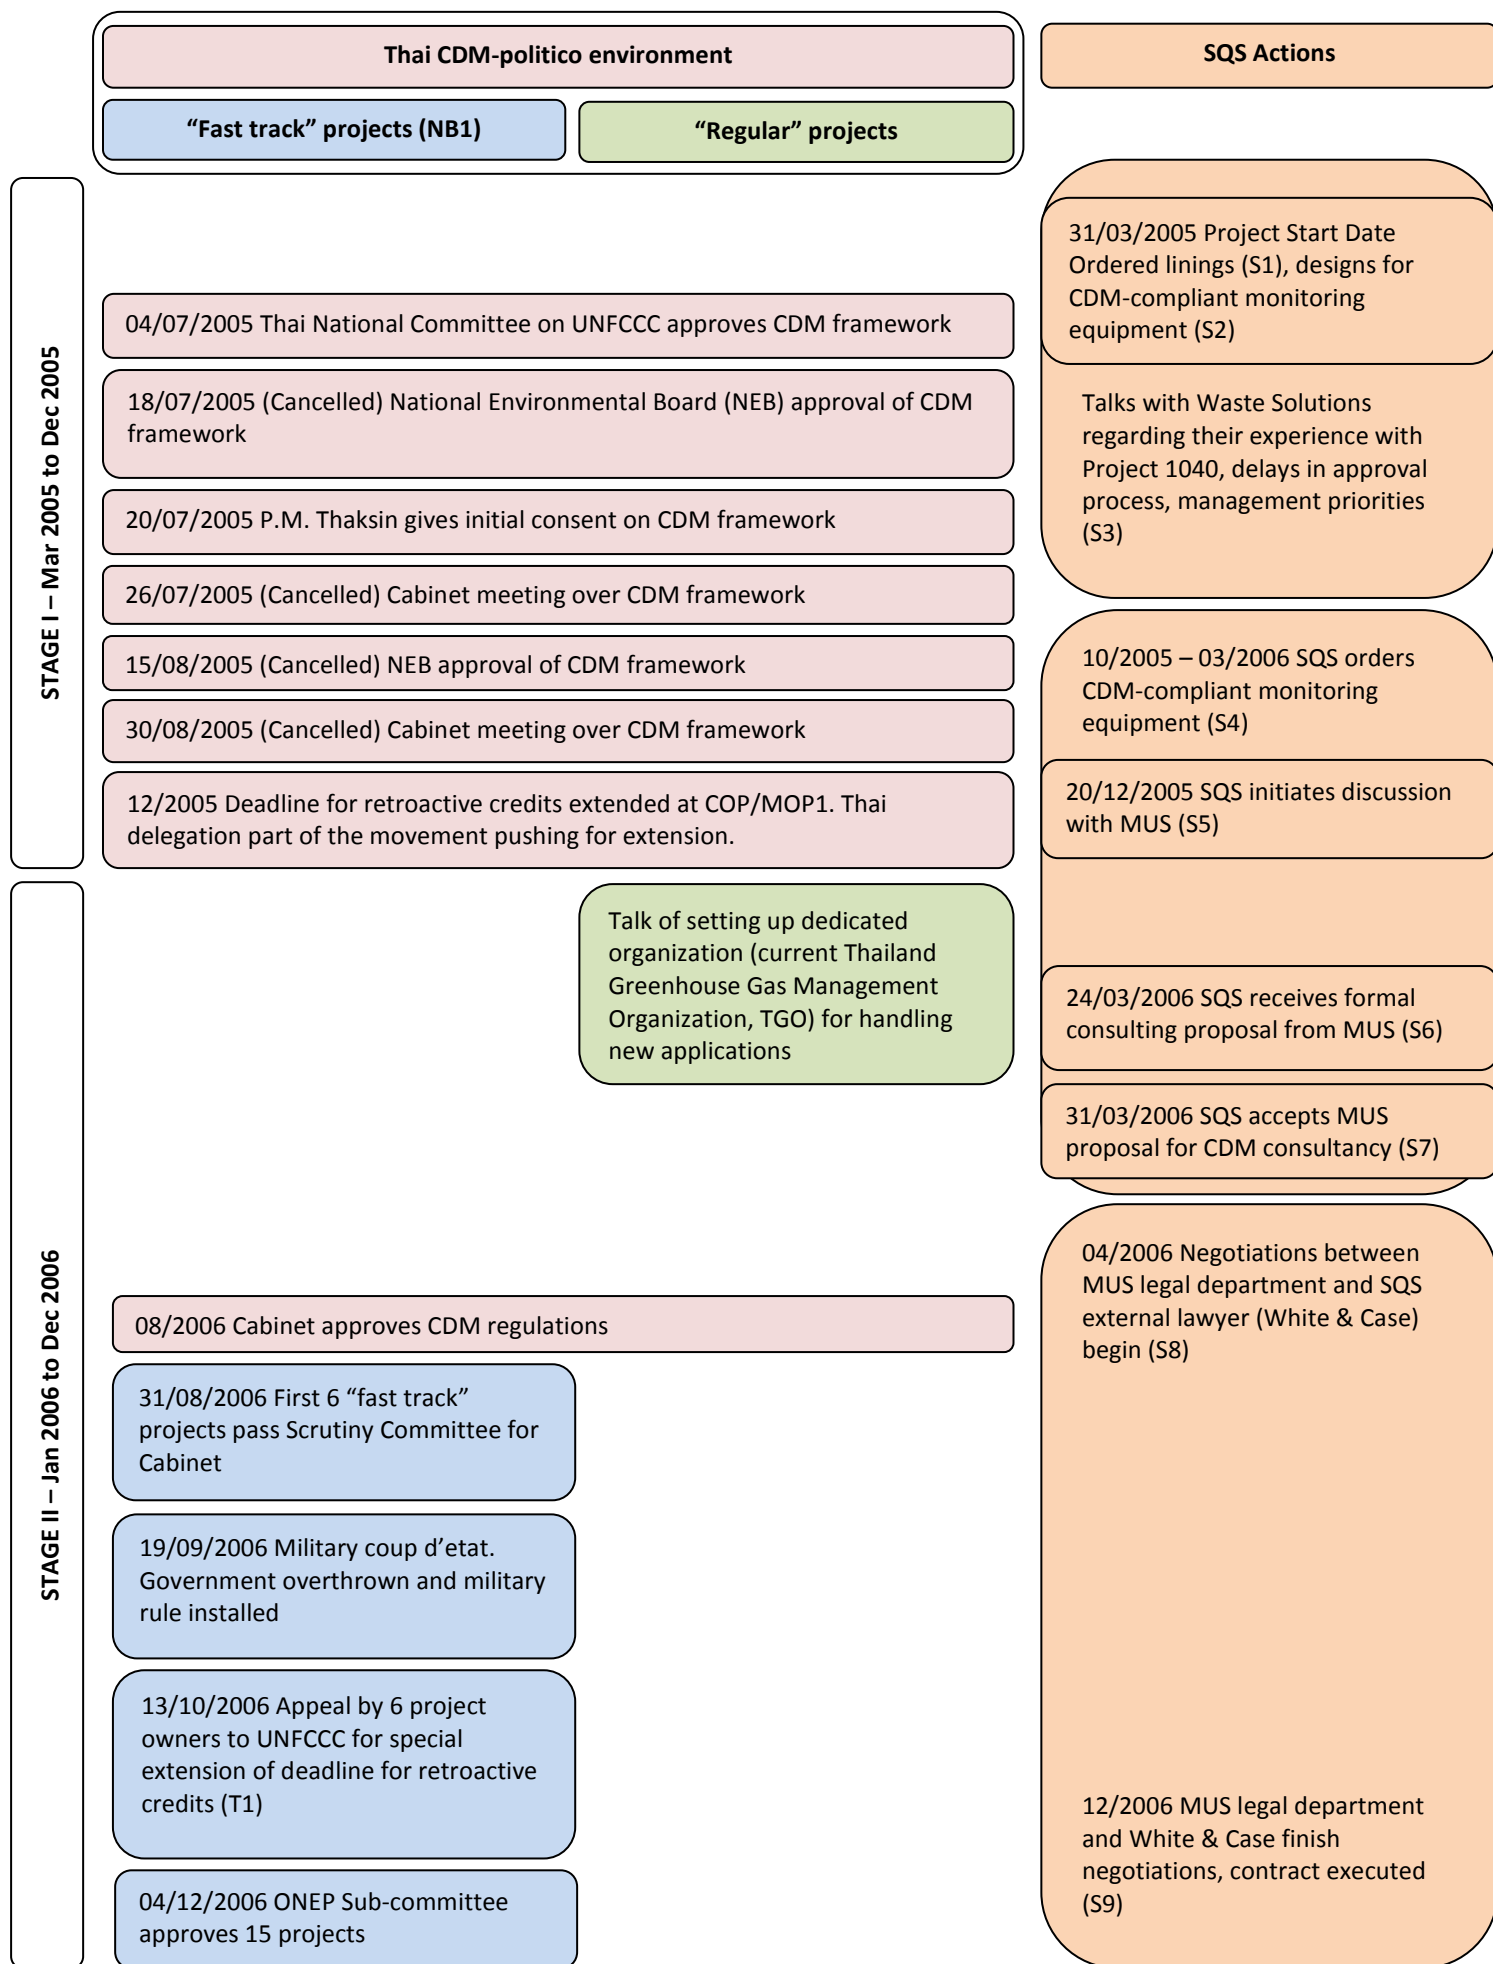 Thai CDM-politico environment
“Fast track” projects (NB1)
“Regular” projects
SQS Actions
STAGE I – Mar 2005 to Dec 2005
04/07/2005 Thai National Committee on UNFCCC approves CDM framework
18/07/2005 (Cancelled) National Environmental Board (NEB) approval of CDM
framework
20/07/2005 P.M. Thaksin gives initial consent on CDM framework
26/07/2005 (Cancelled) Cabinet meeting over CDM framework
15/08/2005 (Cancelled) NEB approval of CDM framework
30/08/2005 (Cancelled) Cabinet meeting over CDM framework
12/2005 Deadline for retroactive credits extended at COP/MOP1. Thai
delegation part of the movement pushing for extension.
31/03/2005 Project Start Date
Ordered linings (S1), designs for
CDM-compliant monitoring
equipment (S2)
Talks with Waste Solutions
regarding their experience with
Project 1040, delays in approval
process, management priorities
(S3)
10/2005 – 03/2006 SQS orders
CDM-compliant monitoring
equipment (S4)
20/12/2005 SQS initiates discussion
with MUS (S5)
STAGE II – Jan 2006 to Dec 2006
Talk of setting up dedicated
organization (current Thailand
Greenhouse Gas Management
Organization, TGO) for handling
new applications
24/03/2006 SQS receives formal
consulting proposal from MUS (S6)
31/03/2006 SQS accepts MUS
proposal for CDM consultancy (S7)
08/2006 Cabinet approves CDM regulations
31/08/2006 First 6 “fast track”
projects pass Scrutiny Committee for
Cabinet
19/09/2006 Military coup d’etat.
Government overthrown and military
rule installed
13/10/2006 Appeal by 6 project
owners to UNFCCC for special
extension of deadline for retroactive
credits (T1)
04/12/2006 ONEP Sub-committee
approves 15 projects
04/2006 Negotiations between
MUS legal department and SQS
external lawyer (White & Case)
begin (S8)
12/2006 MUS legal department
and White & Case finish
negotiations, contract executed
(S9)